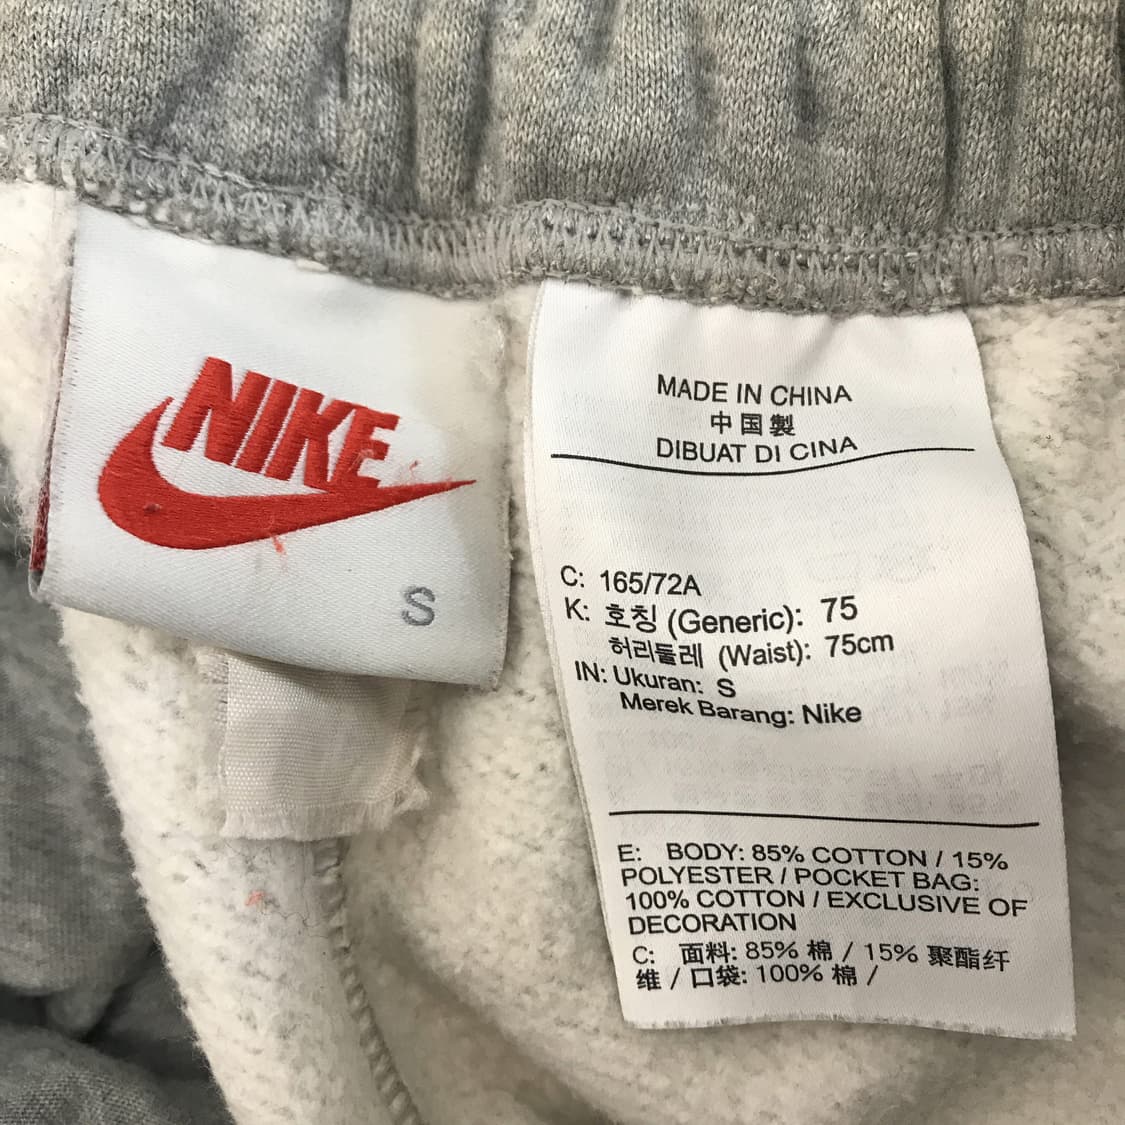 NIKE
S
MADE IN CHINA
中国製
DIBUAT DI CINA
C: 165/72A
K: 호칭 (Generic): 75
허리둘레 (Waist): 75cm
IN: Ukuran: S
Merek Barang: Nike
E: BODY: 85% COTTON / 15%
POLYESTER / POCKET BAG:
100% COTTON / EXCLUSIVE OF
DECORATION
C: 面料: 85% 棉 / 15% 聚酯纤
维 / 口袋: 100% 棉 /